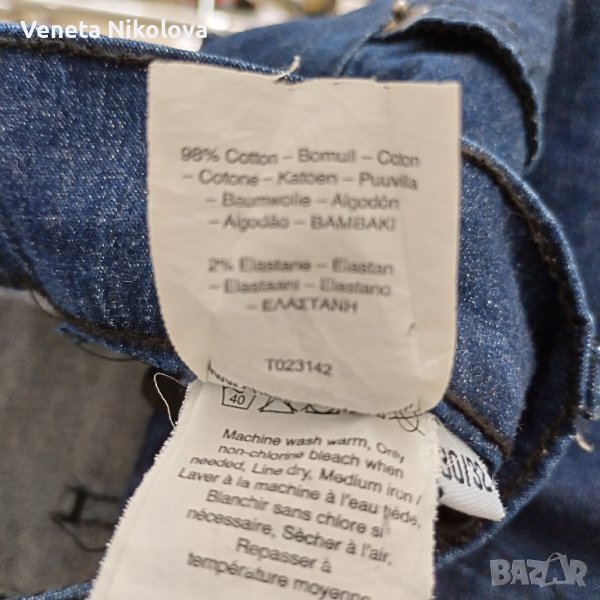 Veneta Nikolova
98% Cotton – Bomull – Coton
– Cotone – Katoen – Puuvilla
– Baumwolle – Algodón
– Algodão – BAMBAKI
2% Elastane – Elastan
– Elastaani – Elastano
– ΕΛΑΣΤΑΝΗ
T023142
40
Machine wash warm, Only
non-chlorine bleach when
needed, Line dry, Medium iron /
Laver à la machine à l'eau tiède,
Blanchir sans chlore si
nécessaire, Sècher à l'air,
Repasser à
température moyenne
30/32
BAZAR